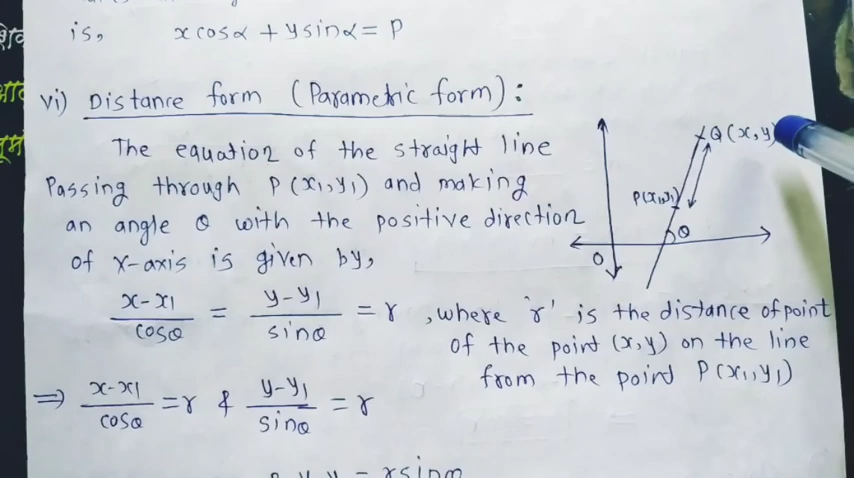 is, x cosα + y sinα = P
vi) Distance form (Parametric form):
The equation of the straight line
Passing through P(x₁,y₁) and making
an angle θ with the positive direction
of x-axis is given by,
Q(x,y)
P(x₁,y₁)
θ
O
(x-x₁)/cosθ = (y-y₁)/sinθ = r , where 'r' is the distance of point
of the point (x,y) on the line
from the point P(x₁,y₁)
⇒ (x-x₁)/cosθ = r & (y-y₁)/sinθ = r